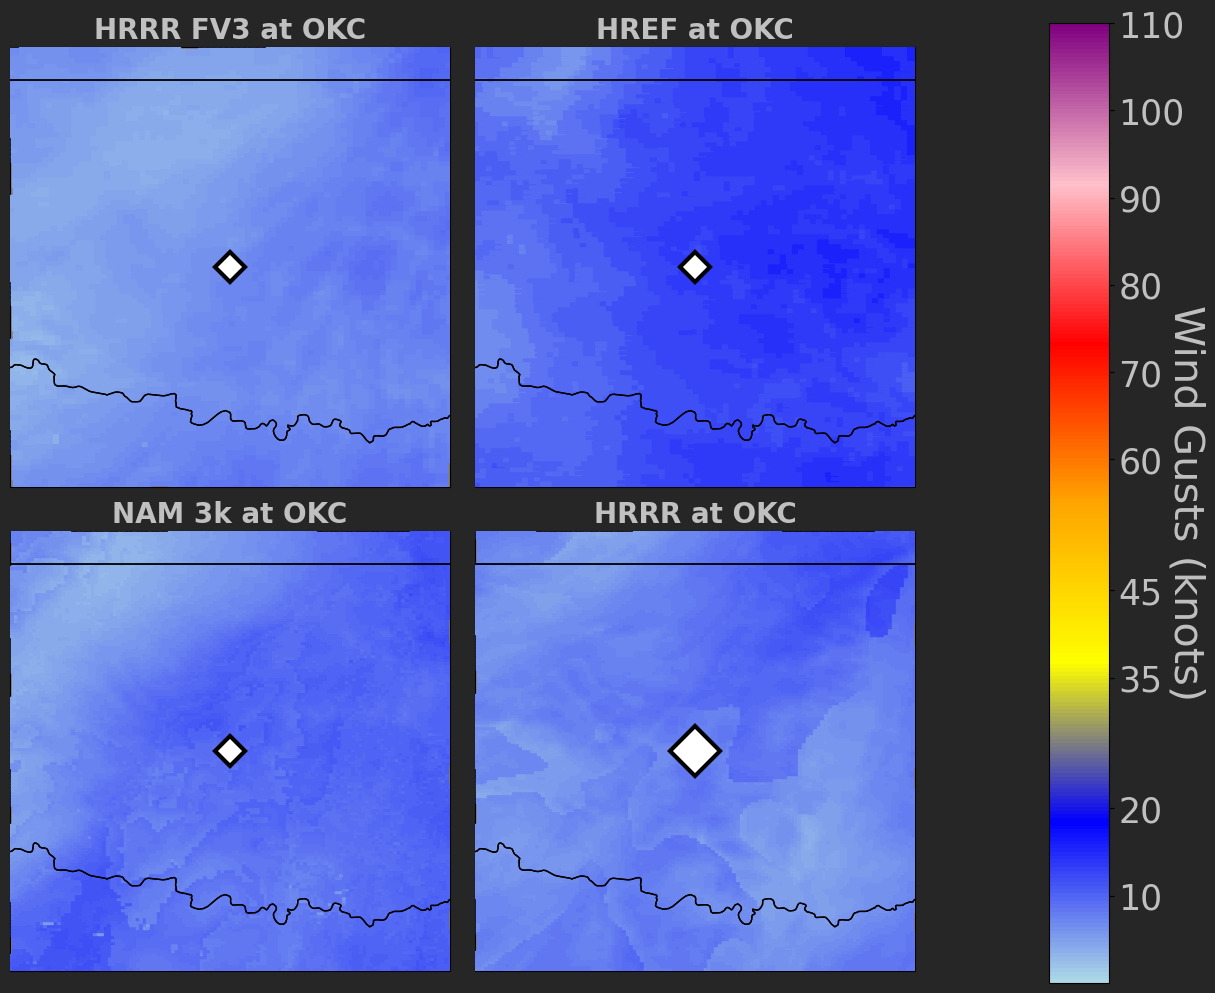 HRRR FV3 at OKC
HREF at OKC
NAM 3k at OKC
HRRR at OKC
110
100
90
80
70
60
45
35
20
10
Wind Gusts (knots)